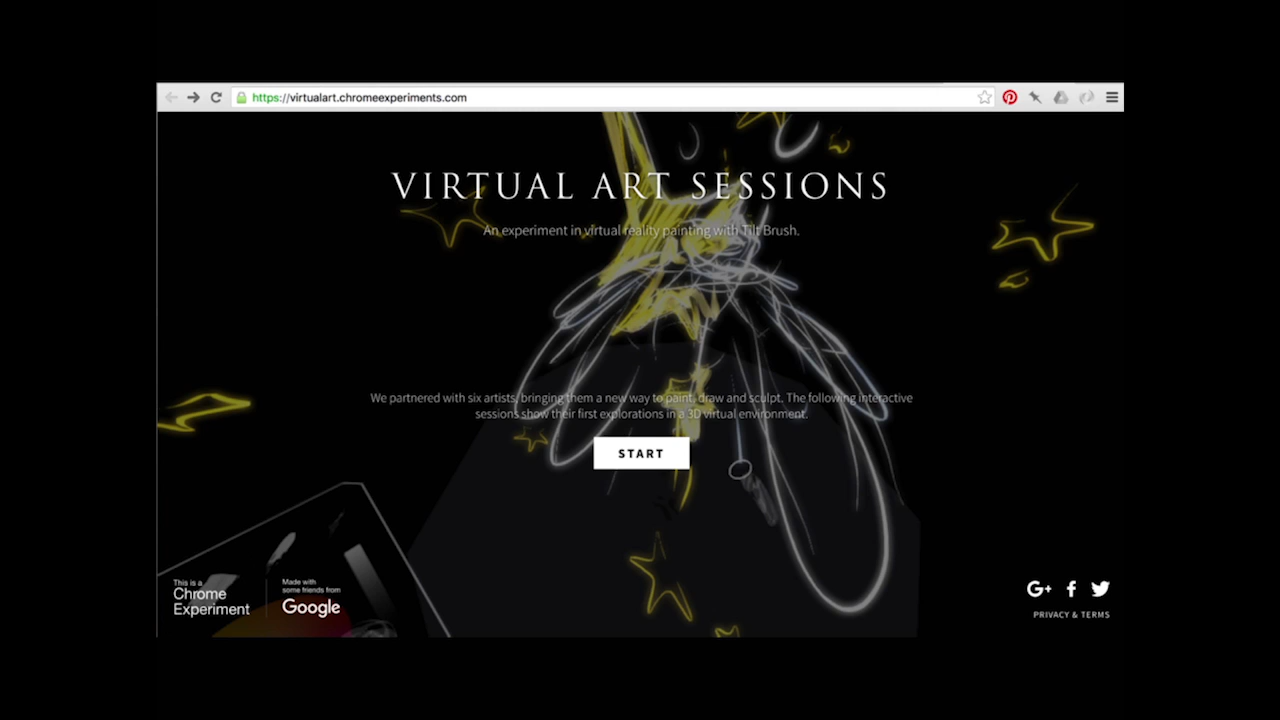 https://virtualart.chromeexperiments.com
VIRTUAL ART SESSIONS
An experiment in virtual reality painting with Tilt Brush.
We partnered with six artists, bringing them a new way to paint, draw and sculpt. The following interactive
sessions show their first explorations in a 3D virtual environment.
START
This is a
Chrome
Experiment
Made with
some friends from
Google
G+
PRIVACY & TERMS